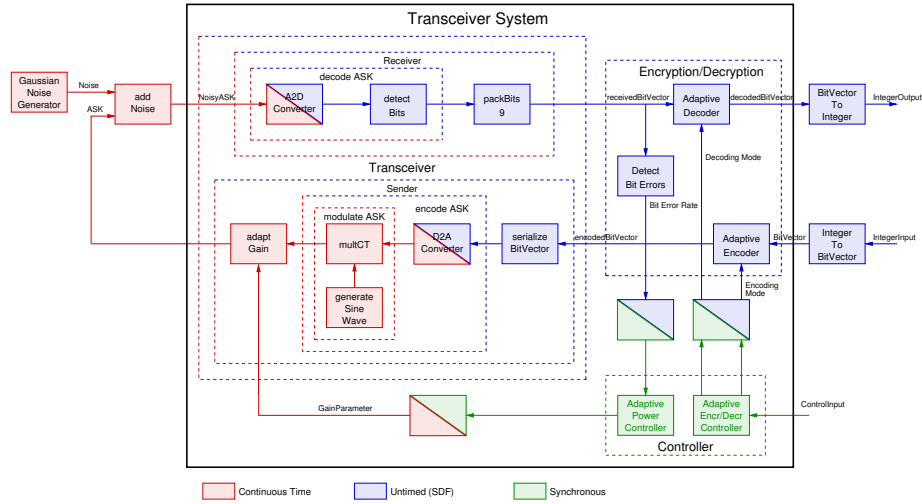 Transceiver System
Receiver
decode ASK
Encryption/Decryption
Gaussian
Noise
Generator
Noise
ASK
add
Noise
NoisyASK
A2D
Converter
detect
Bits
packBits
9
receivedBitVector
Adaptive
Decoder
decodedBitVector
BitVector
To
Integer
IntegerOutput
Decoding Mode
Detect
Bit Errors
Bit Error Rate
Transceiver
Sender
encode ASK
modulate ASK
adapt
Gain
multCT
D2A
Converter
serialize
BitVector
encodedBitVector
Adaptive
Encoder
BitVector
Integer
To
BitVector
IntegerInput
generate
Sine
Wave
Encoding
Mode
GainParameter
Adaptive
Power
Controller
Adaptive
Encr/Decr
Controller
ControlInput
Controller
Continuous Time
Untimed (SDF)
Synchronous